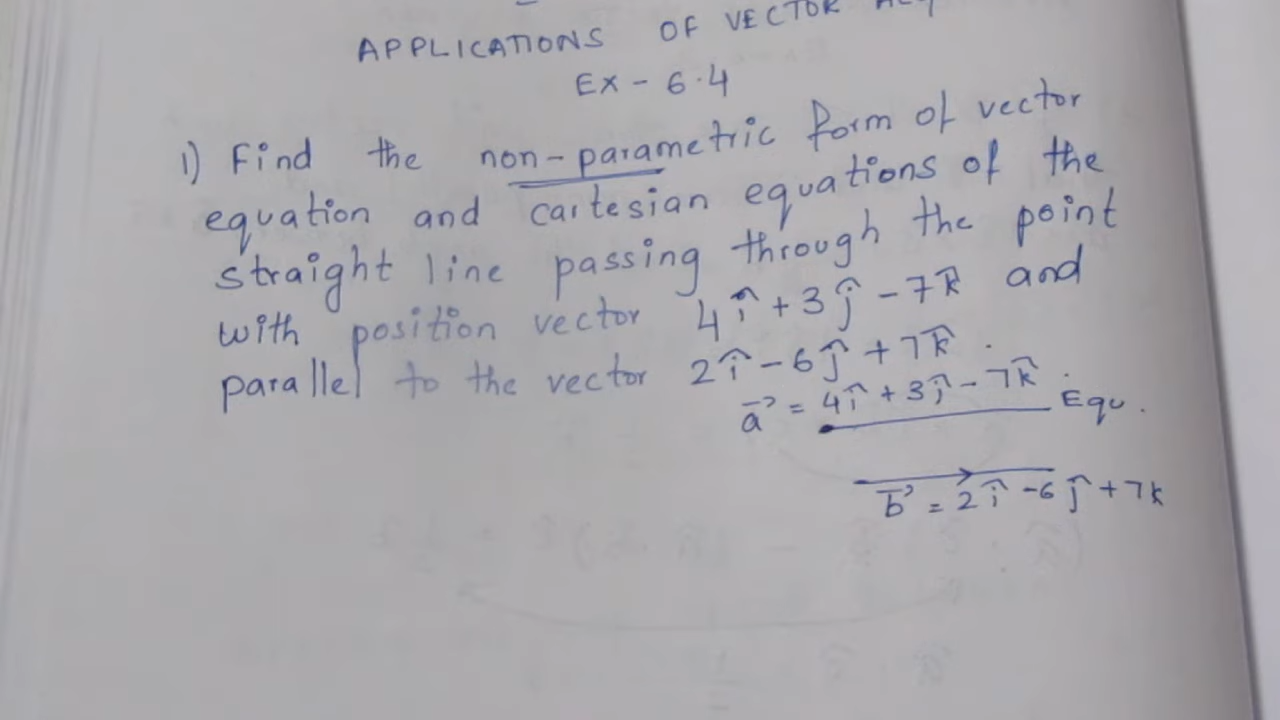 APPLICATIONS OF VECTOR
EX - 6.4
1) Find the non-parametric form of vector
equation and cartesian equations of the
straight line passing through the point
with position vector 4î + 3ĵ - 7k̂ and
parallel to the vector 2î - 6ĵ + 7k̂.
a⃗ = 4î + 3ĵ - 7k̂. Equ.
b⃗ = 2î - 6ĵ + 7k